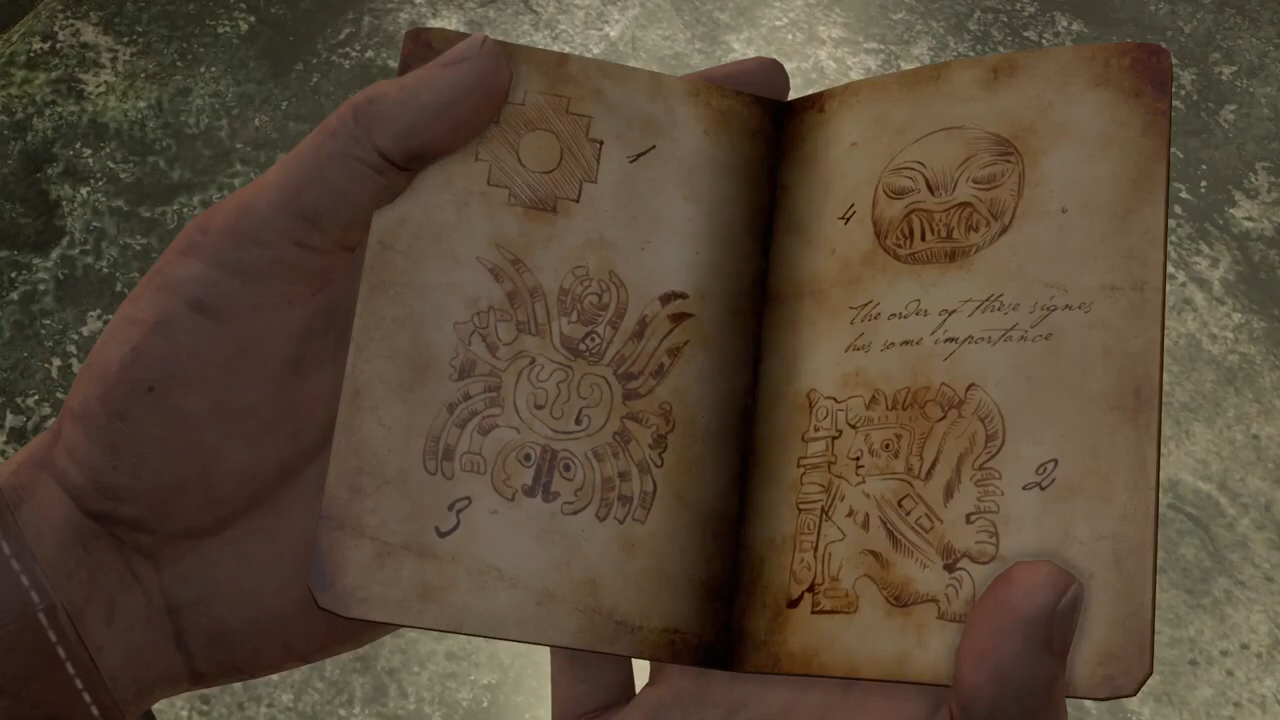 1
3
4
the order of these signes
has some importance
2